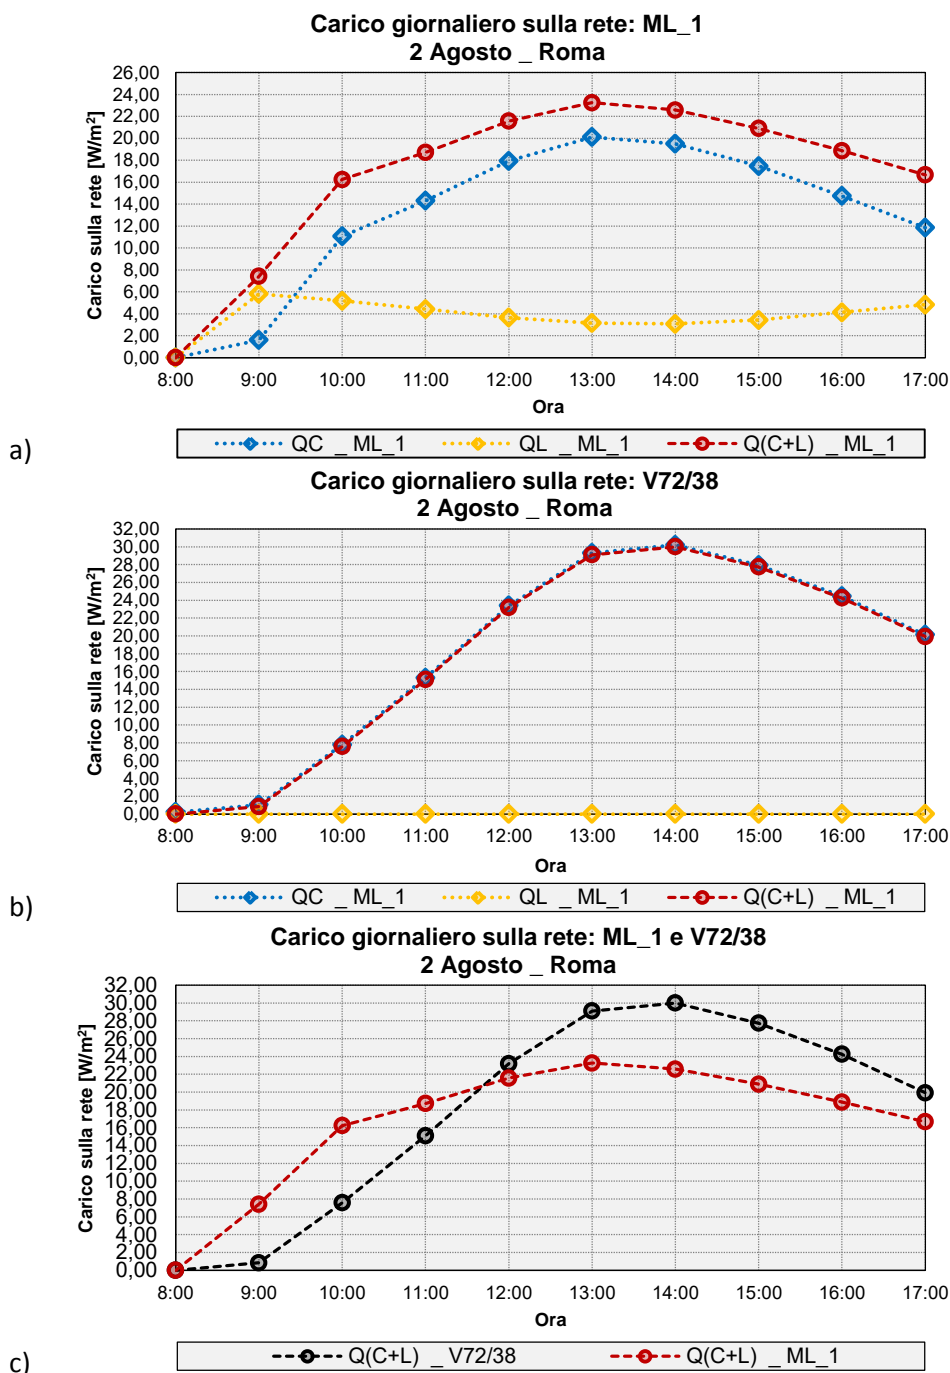 Carico giornaliero sulla rete: ML_1
2 Agosto _ Roma
Carico sulla rete [W/m²]
26,00
24,00
22,00
20,00
18,00
16,00
14,00
12,00
10,00
8,00
6,00
4,00
2,00
0,00
8:00 9:00 10:00 11:00 12:00 13:00 14:00 15:00 16:00 17:00
Ora
QC _ ML_1 QL _ ML_1 Q(C+L) _ ML_1
a)
Carico giornaliero sulla rete: V72/38
2 Agosto _ Roma
Carico sulla rete [W/m²]
32,00
30,00
28,00
26,00
24,00
22,00
20,00
18,00
16,00
14,00
12,00
10,00
8,00
6,00
4,00
2,00
0,00
8:00 9:00 10:00 11:00 12:00 13:00 14:00 15:00 16:00 17:00
Ora
QC _ ML_1 QL _ ML_1 Q(C+L) _ ML_1
b)
Carico giornaliero sulla rete: ML_1 e V72/38
2 Agosto _ Roma
Carico sulla rete [W/m²]
32,00
30,00
28,00
26,00
24,00
22,00
20,00
18,00
16,00
14,00
12,00
10,00
8,00
6,00
4,00
2,00
0,00
8:00 9:00 10:00 11:00 12:00 13:00 14:00 15:00 16:00 17:00
Ora
Q(C+L) _ V72/38 Q(C+L) _ ML_1
c)